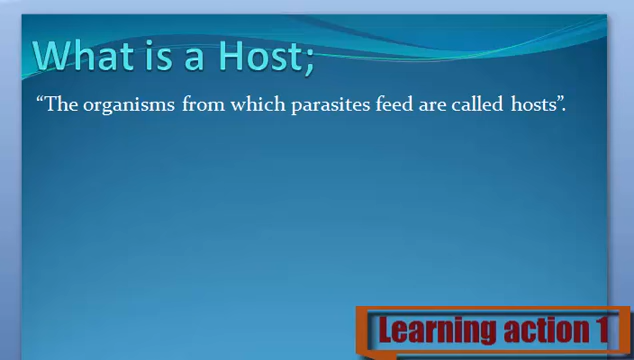 What is a Host;
“The organisms from which parasites feed are called hosts”.
Learning action 1